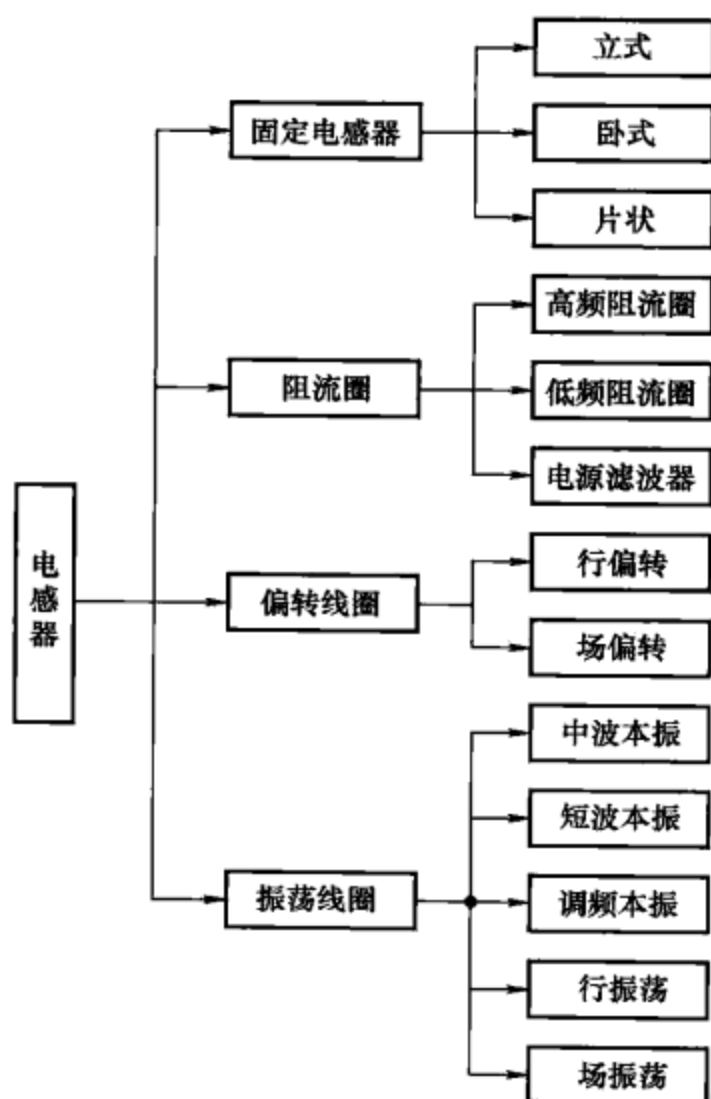 电感器
固定电感器
立式
卧式
片状
阻流圈
高频阻流圈
低频阻流圈
电源滤波器
偏转线圈
行偏转
场偏转
振荡线圈
中波本振
短波本振
调频本振
行振荡
场振荡